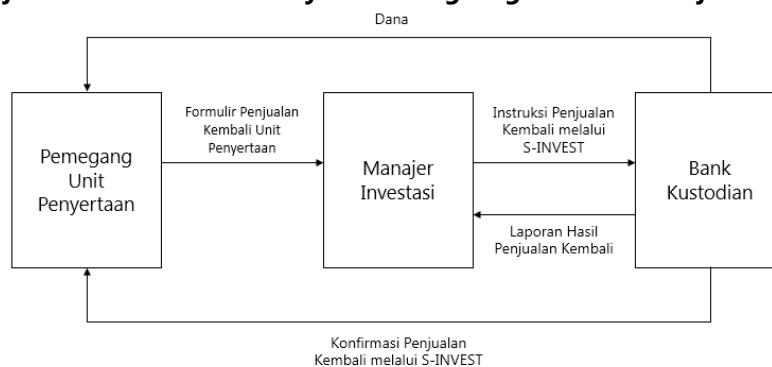 Dana
Formulir Penjualan
Kembali Unit
Penyertaan
Instruksi Penjualan
Kembali melalui
S-INVEST
Pemegang
Unit
Penyertaan
Manajer
Investasi
Bank
Kustodian
Laporan Hasil
Penjualan Kembali
Konfirmasi Penjualan
Kembali melalui S-INVEST